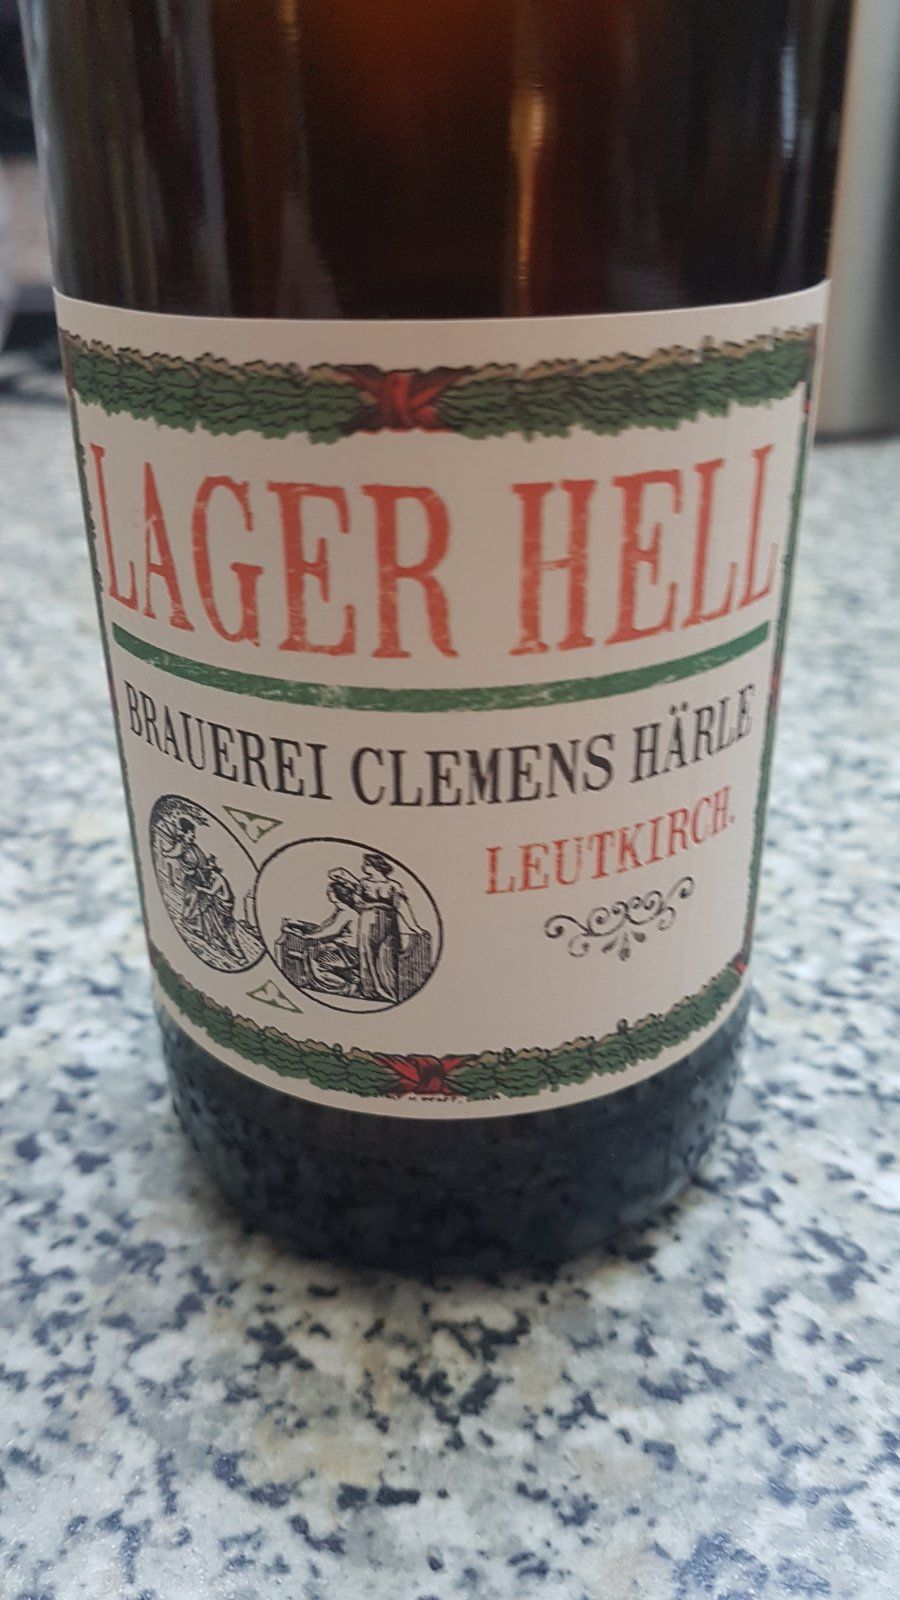 LAGER HELL
BRAUEREI CLEMENS HÄRLE
LEUTKIRCH.